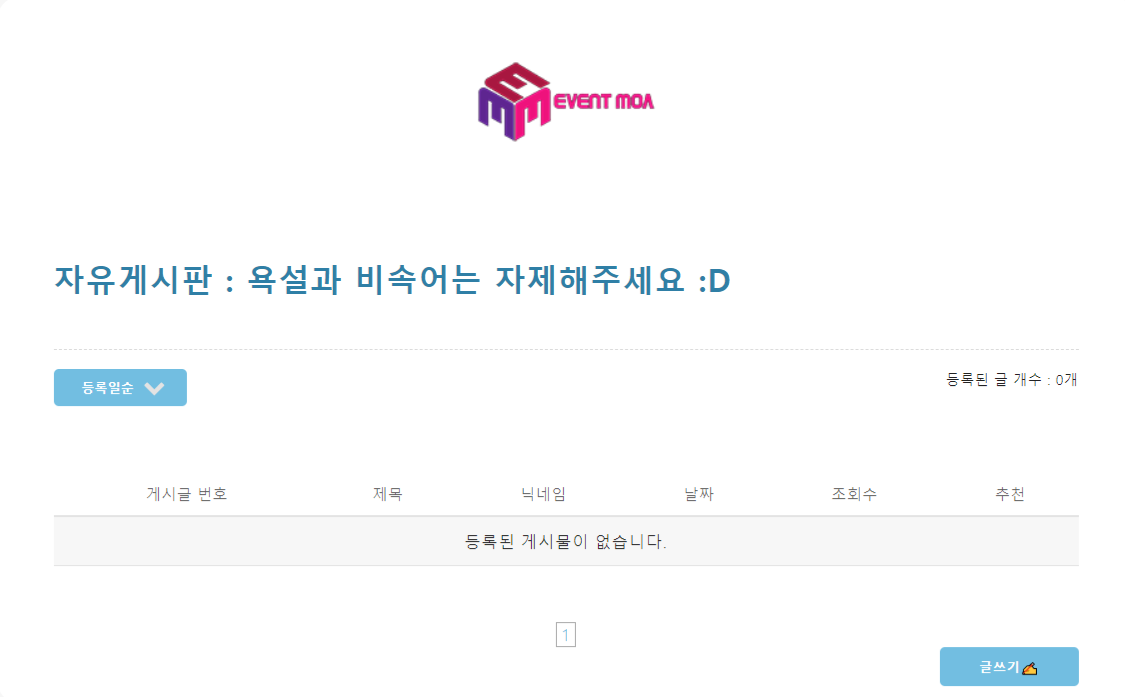 EVENT MOA
자유게시판 : 욕설과 비속어는 자제해주세요 :D
등록일순
등록된 글 개수 : 0개
게시글 번호 제목 닉네임 날짜 조회수 추천
등록된 게시물이 없습니다.
1
글쓰기✍